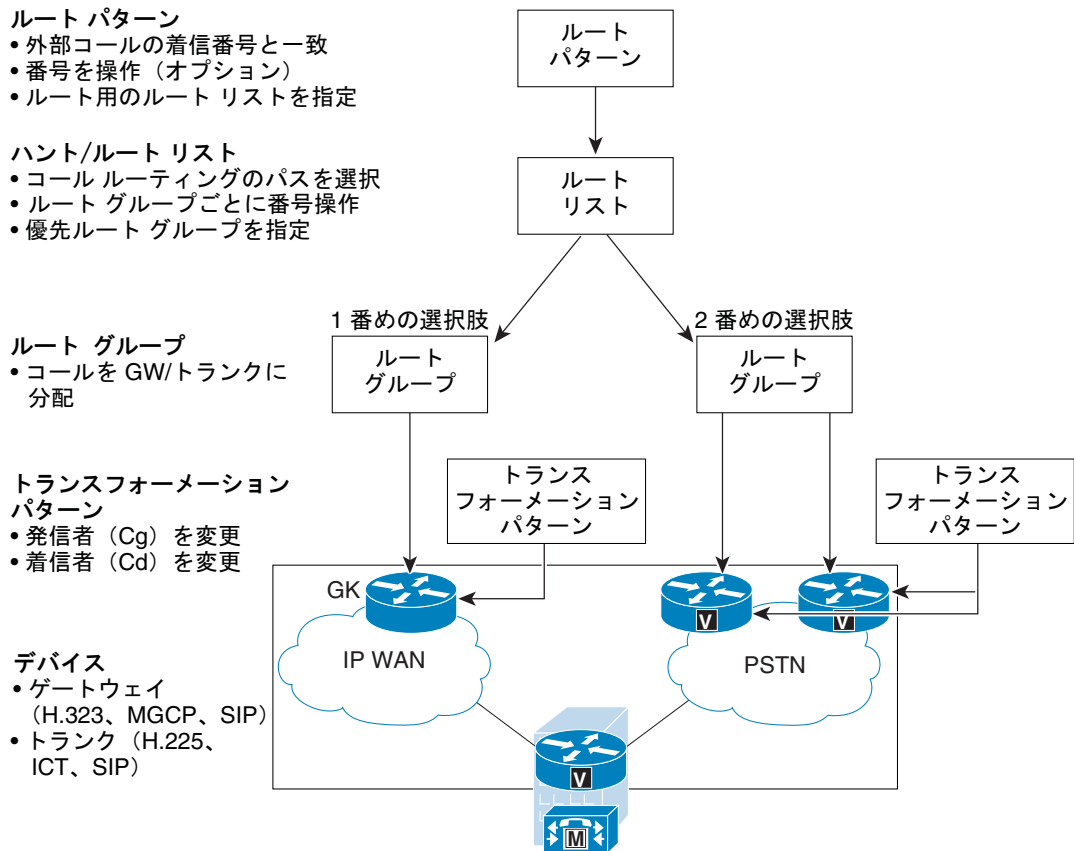 ルート パターン
• 外部コールの着信番号と一致
• 番号を操作（オプション）
• ルート用のルート リストを指定
ルート
パターン
ハント/ルート リスト
• コール ルーティングのパスを選択
• ルート グループごとに番号操作
• 優先ルート グループを指定
ルート
リスト
1 番めの選択肢
2 番めの選択肢
ルート グループ
• コールを GW/トランクに
分配
ルート
グループ
ルート
グループ
トランスフォーメーション
パターン
• 発信者（Cg）を変更
• 着信者（Cd）を変更
トランス
フォーメーション
パターン
トランス
フォーメーション
パターン
GK
V
V
IP WAN
PSTN
デバイス
• ゲートウェイ
（H.323、MGCP、SIP）
• トランク（H.225、
ICT、SIP）
V
M